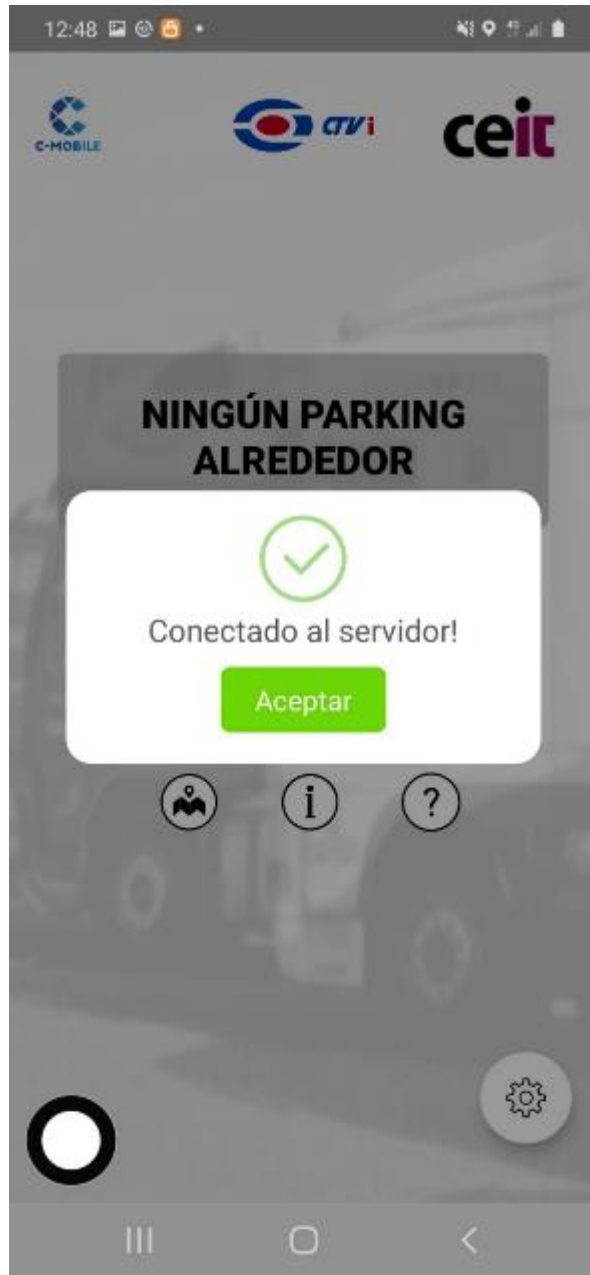 12:48
C-MOBILE
CTVi
ceit
NINGÚN PARKING
ALREDEDOR
Conectado al servidor!
Aceptar
i
?